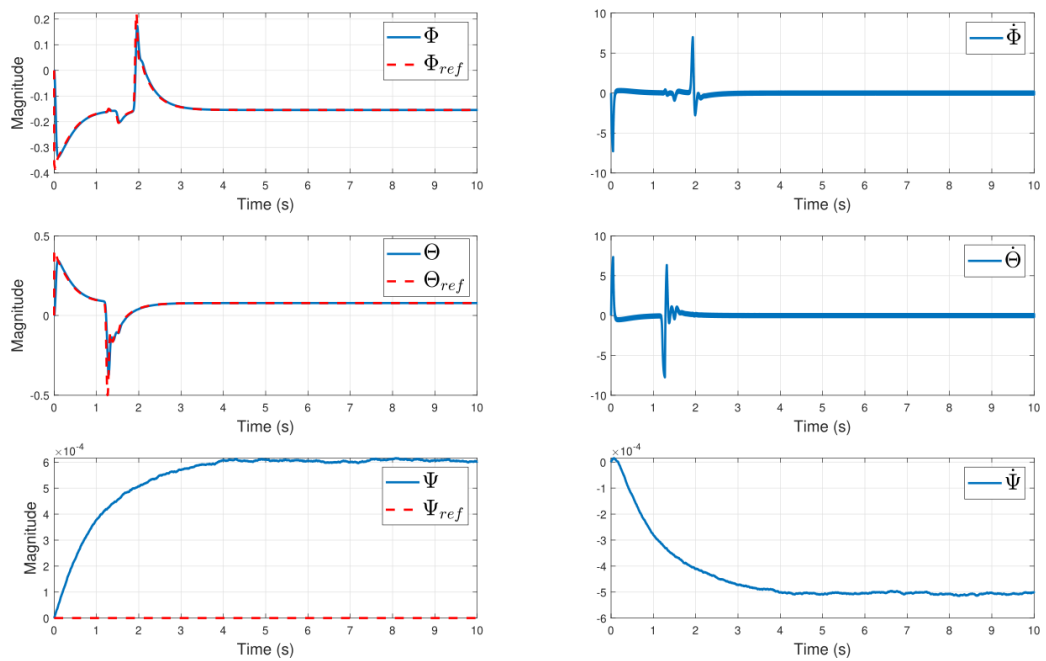 0.2
0.1
0
-0.1
-0.2
-0.3
-0.4
Magnitude
Φ
Φ_ref
0 1 2 3 4 5 6 7 8 9 10
Time (s)
10
5
0
-5
-10
Φ̇
0 1 2 3 4 5 6 7 8 9 10
Time (s)
0.5
0
-0.5
Magnitude
Θ
Θ_ref
0 1 2 3 4 5 6 7 8 9 10
Time (s)
10
5
0
-5
-10
Θ̇
0 1 2 3 4 5 6 7 8 9 10
Time (s)
×10⁻⁴
6
5
4
3
2
1
0
Magnitude
Ψ
Ψ_ref
0 1 2 3 4 5 6 7 8 9 10
Time (s)
×10⁻⁴
0
-1
-2
-3
-4
-5
-6
Ψ̇
0 1 2 3 4 5 6 7 8 9 10
Time (s)